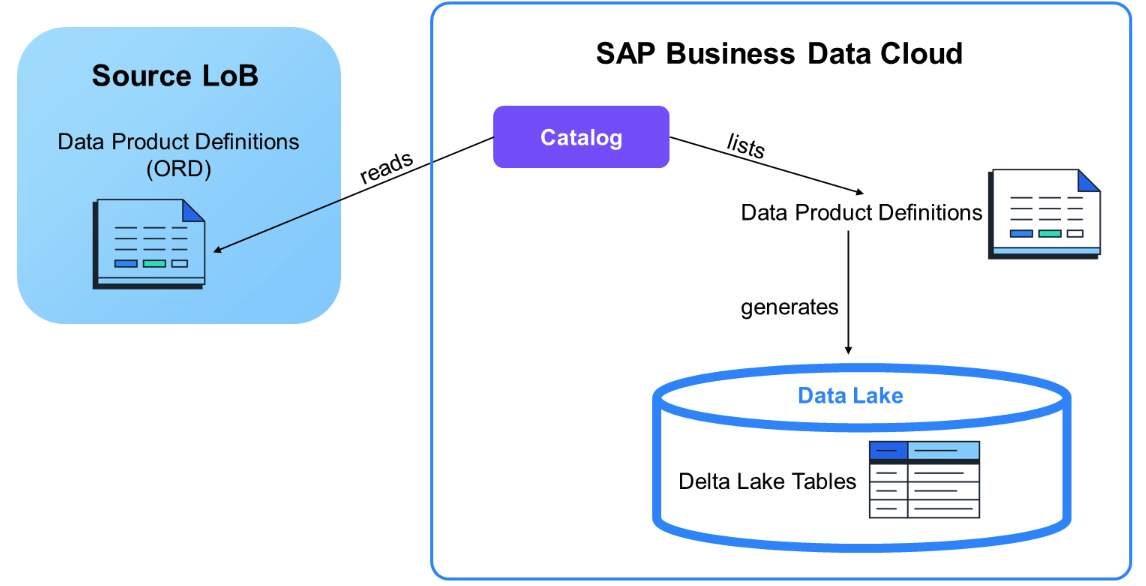 Source LoB
Data Product Definitions
(ORD)
reads
SAP Business Data Cloud
Catalog
lists
Data Product Definitions
generates
Data Lake
Delta Lake Tables